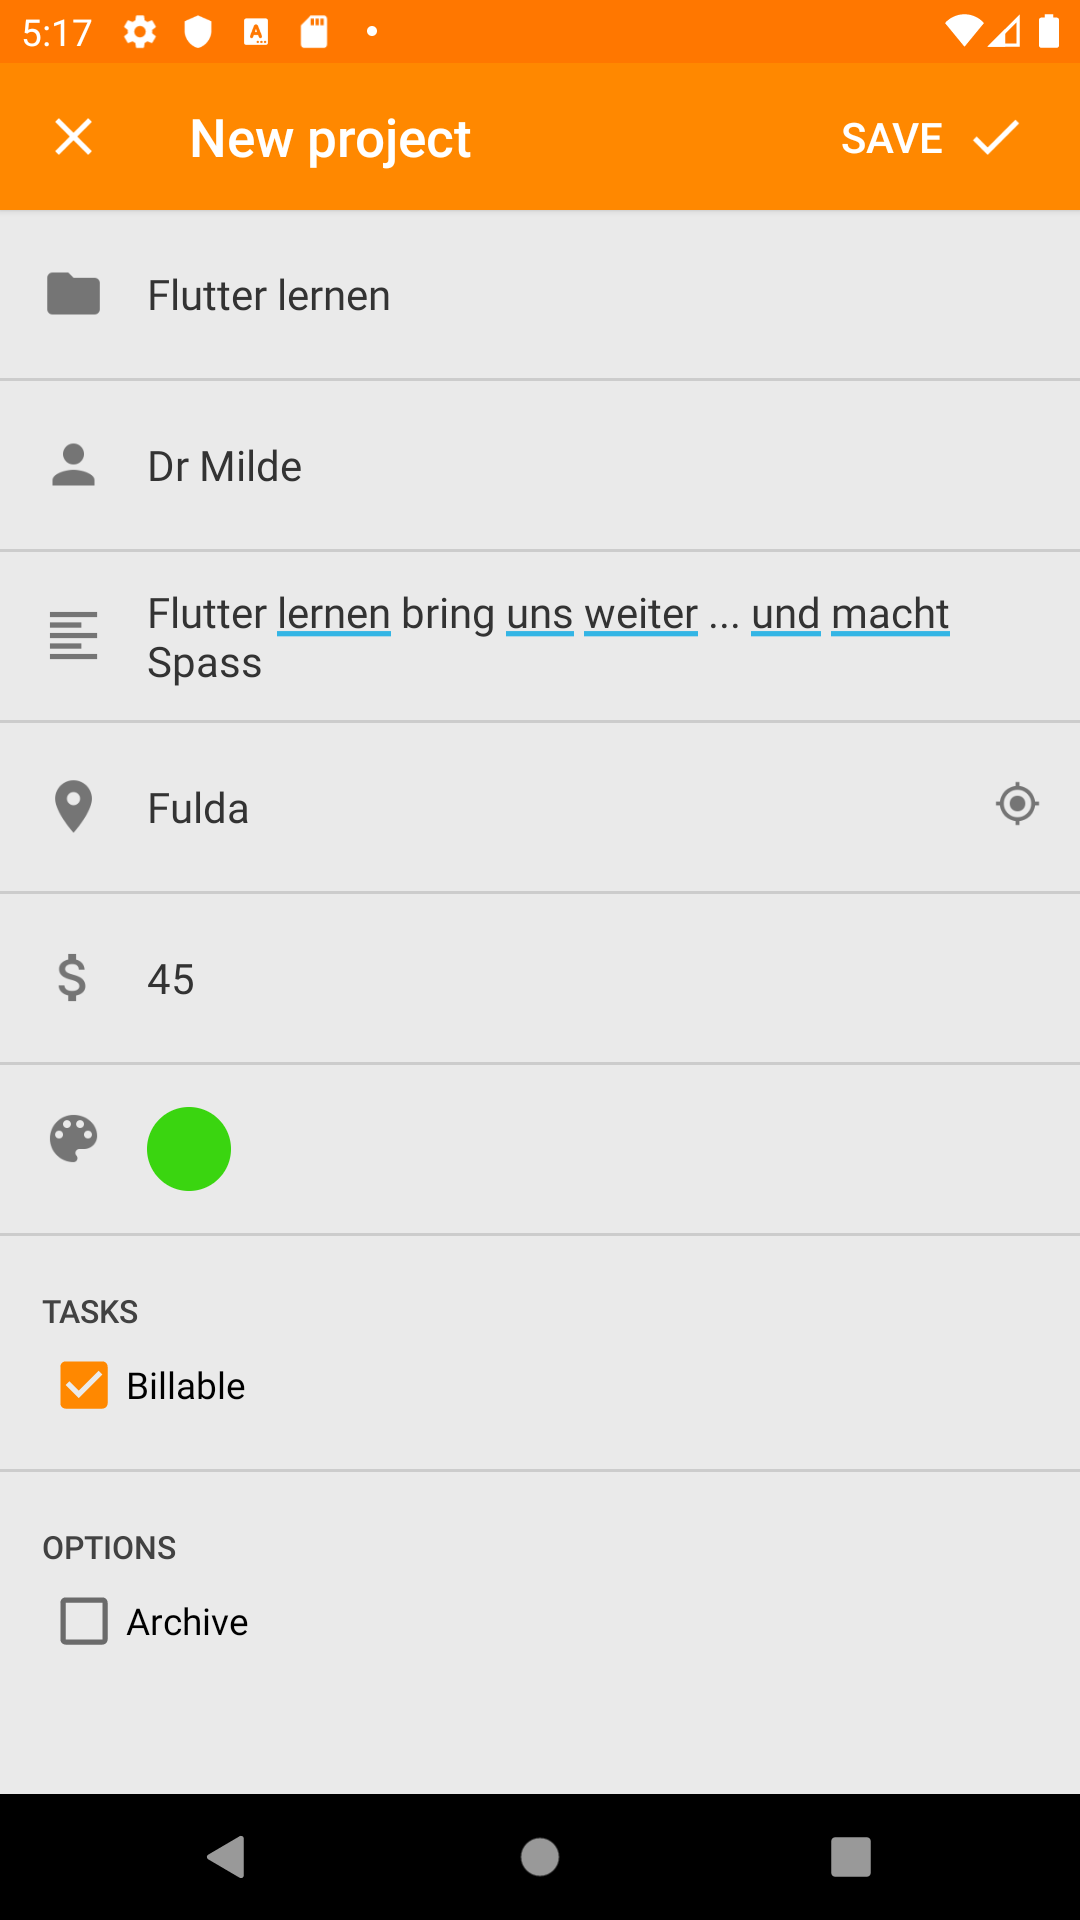 5:17
New project
SAVE
Flutter lernen
Dr Milde
Flutter lernen bring uns weiter ... und macht
Spass
Fulda
45
TASKS
Billable
OPTIONS
Archive